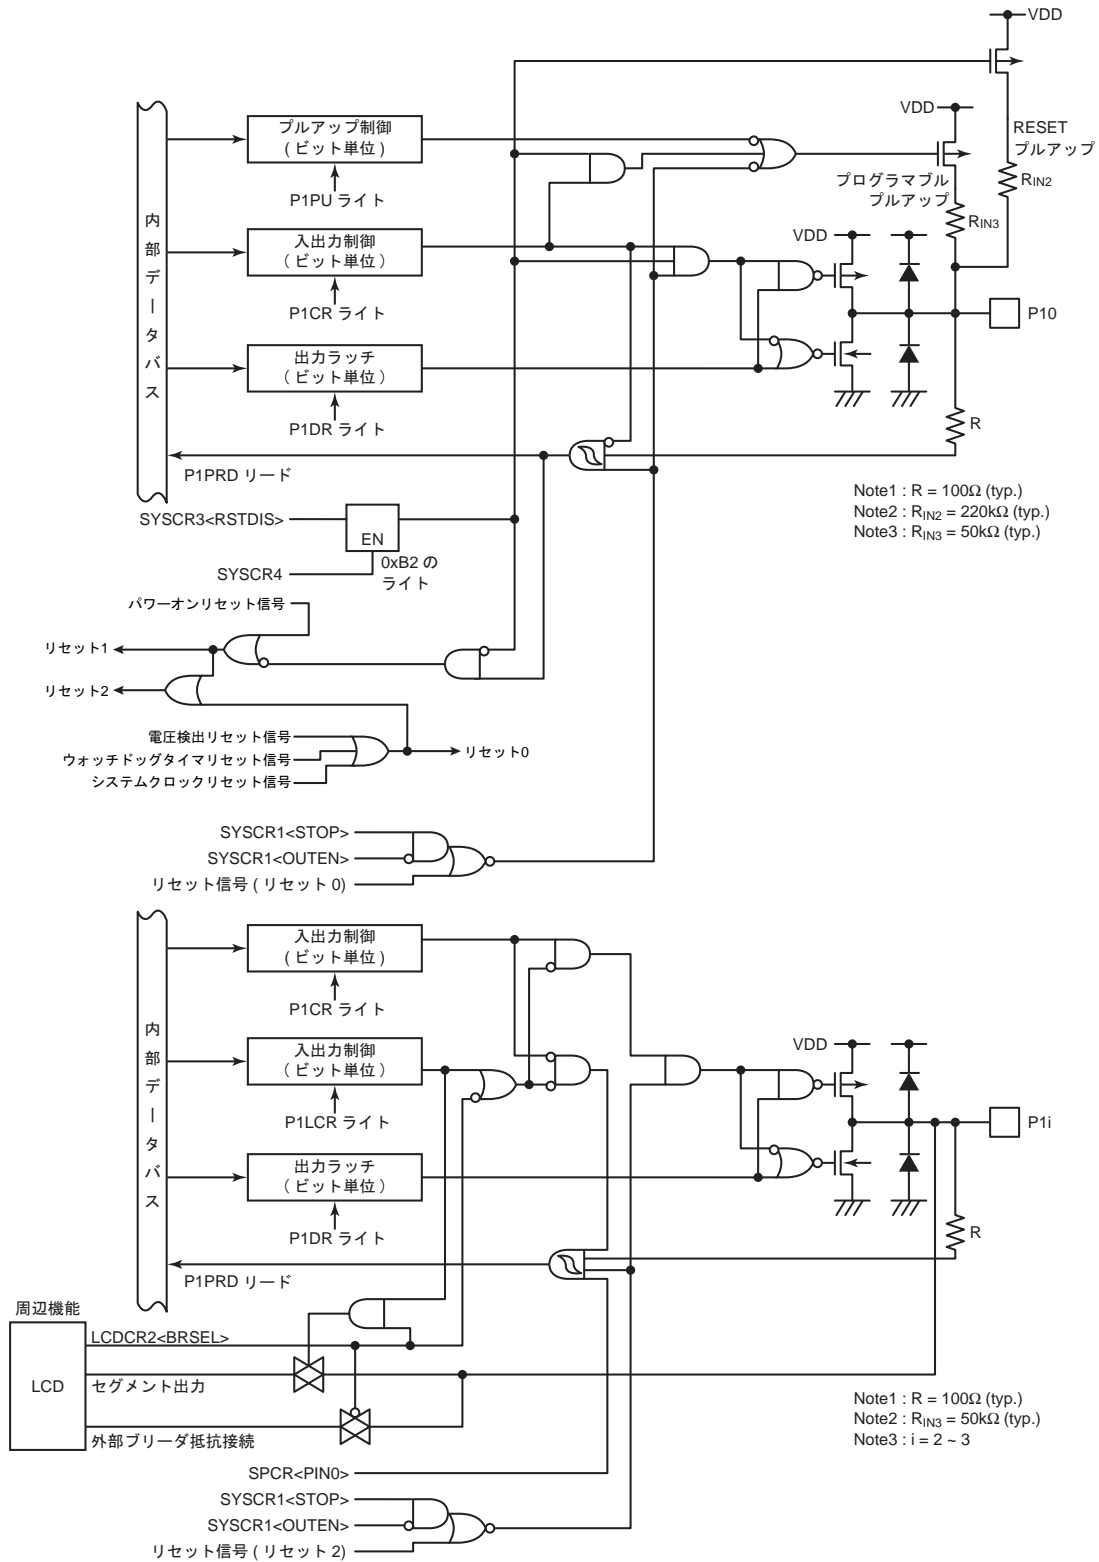 VDD
VDD
RESET
プルアップ
プルアップ制御
( ビット単位 )
P1PU ライト
プログラマブル
プルアップ
RIN2
RIN3
内部データバス
入出力制御
( ビット単位 )
P1CR ライト
VDD
P10
出力ラッチ
( ビット単位 )
P1DR ライト
R
P1PRD リード
Note1 : R = 100Ω (typ.)
Note2 : RIN2 = 220kΩ (typ.)
Note3 : RIN3 = 50kΩ (typ.)
SYSCR3<RSTDIS>
EN
0xB2 の
ライト
SYSCR4
パワーオンリセット信号
リセット1
リセット2
電圧検出リセット信号
ウォッチドッグタイマリセット信号
システムクロックリセット信号
リセット0
SYSCR1<STOP>
SYSCR1<OUTEN>
リセット信号 ( リセット 0)
内部データバス
入出力制御
( ビット単位 )
P1CR ライト
入出力制御
( ビット単位 )
P1LCR ライト
VDD
P1i
出力ラッチ
( ビット単位 )
P1DR ライト
R
P1PRD リード
周辺機能
LCD
LCDCR2<BRSEL>
セグメント出力
外部ブリーダ抵抗接続
Note1 : R = 100Ω (typ.)
Note2 : RIN3 = 50kΩ (typ.)
Note3 : i = 2 ~ 3
SPCR<PIN0>
SYSCR1<STOP>
SYSCR1<OUTEN>
リセット信号 ( リセット 2)